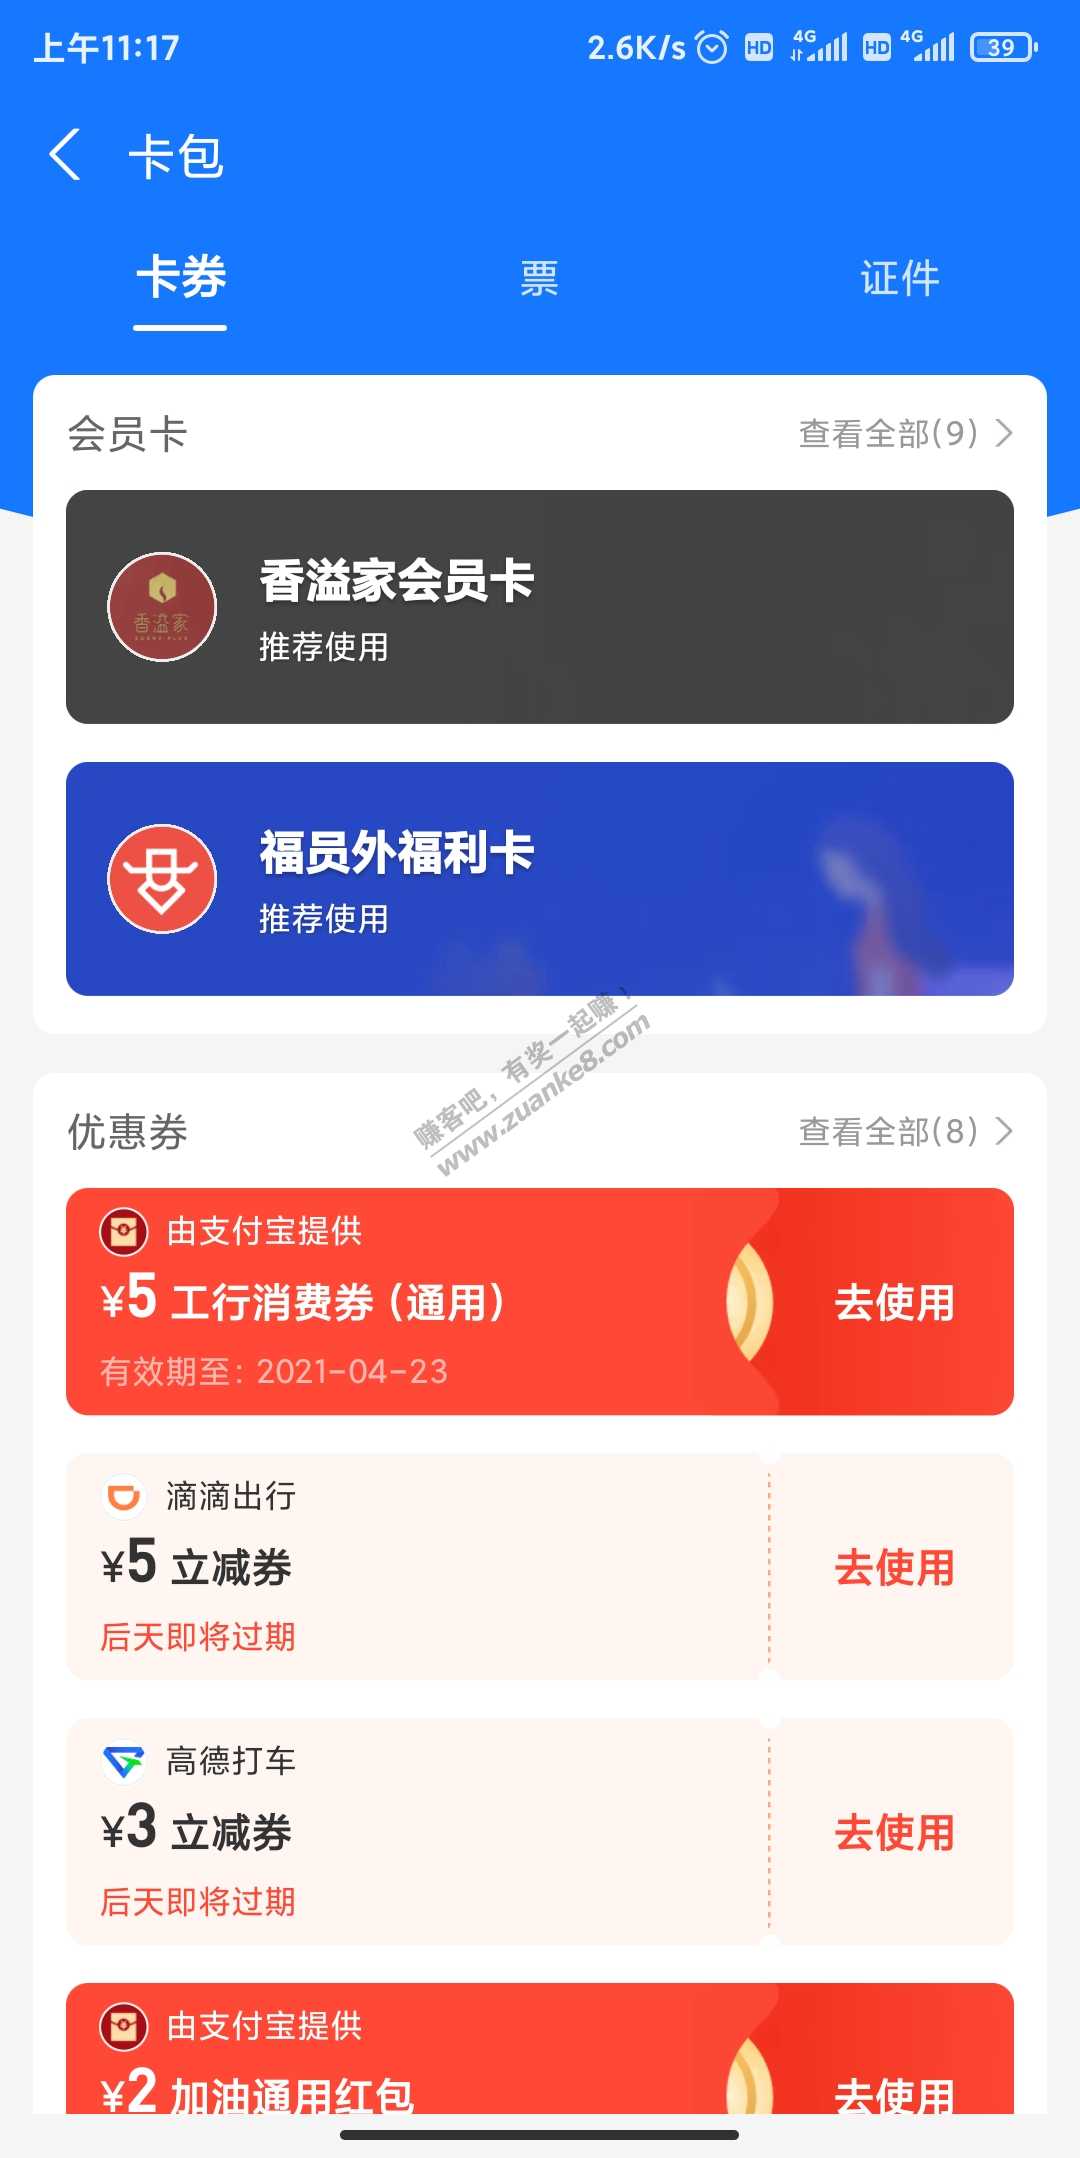 上午11:17
2.6K/s HD 4G HD 4G 39
卡包
卡券 票 证件
会员卡 查看全部(9)
香溢家
香溢家会员卡
推荐使用
福员外福利卡
推荐使用
赚客吧，有奖一起赚！
www.zuanke8.com
优惠券 查看全部(8)
由支付宝提供
¥5 工行消费券 (通用)
去使用
有效期至: 2021-04-23
滴滴出行
¥5 立减券
去使用
后天即将过期
高德打车
¥3 立减券
去使用
后天即将过期
由支付宝提供
¥2 加油通用红包
去使用